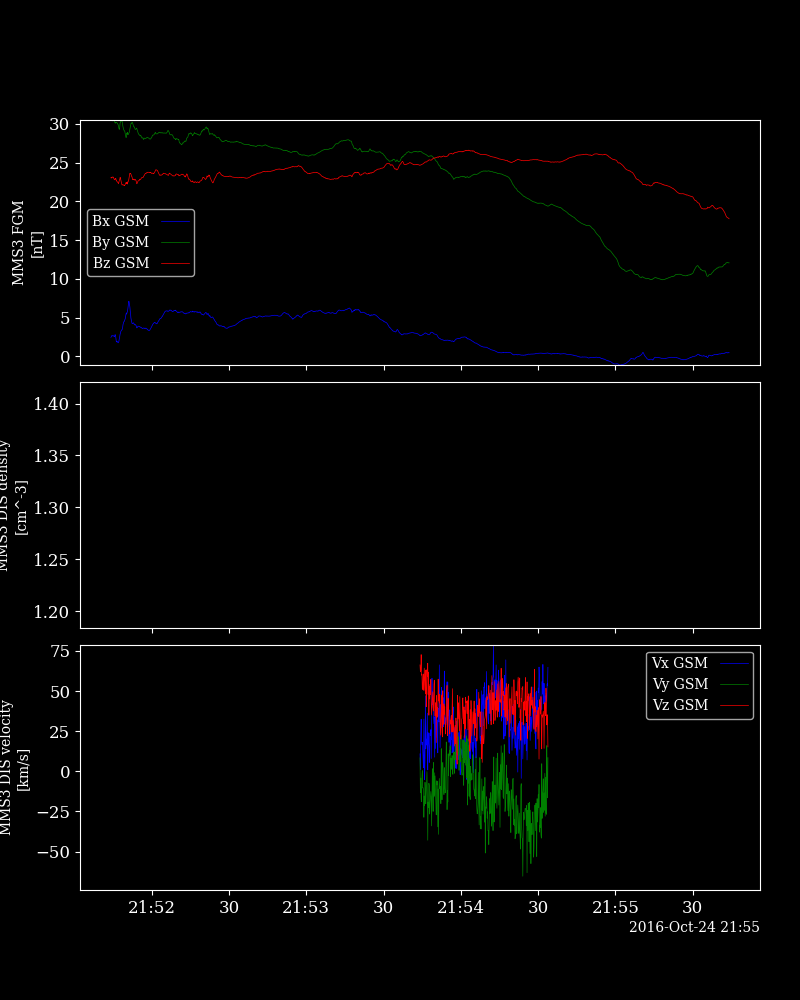 30
25
20
15
10
5
0
MMS3 FGM
[nT]
Bx GSM
By GSM
Bz GSM
1.40
1.35
1.30
1.25
1.20
MMS3 DIS density
[cm^-3]
75
50
25
0
−25
−50
MMS3 DIS velocity
[km/s]
Vx GSM
Vy GSM
Vz GSM
21:52 30 21:53 30 21:54 30 21:55 30
2016-Oct-24 21:55